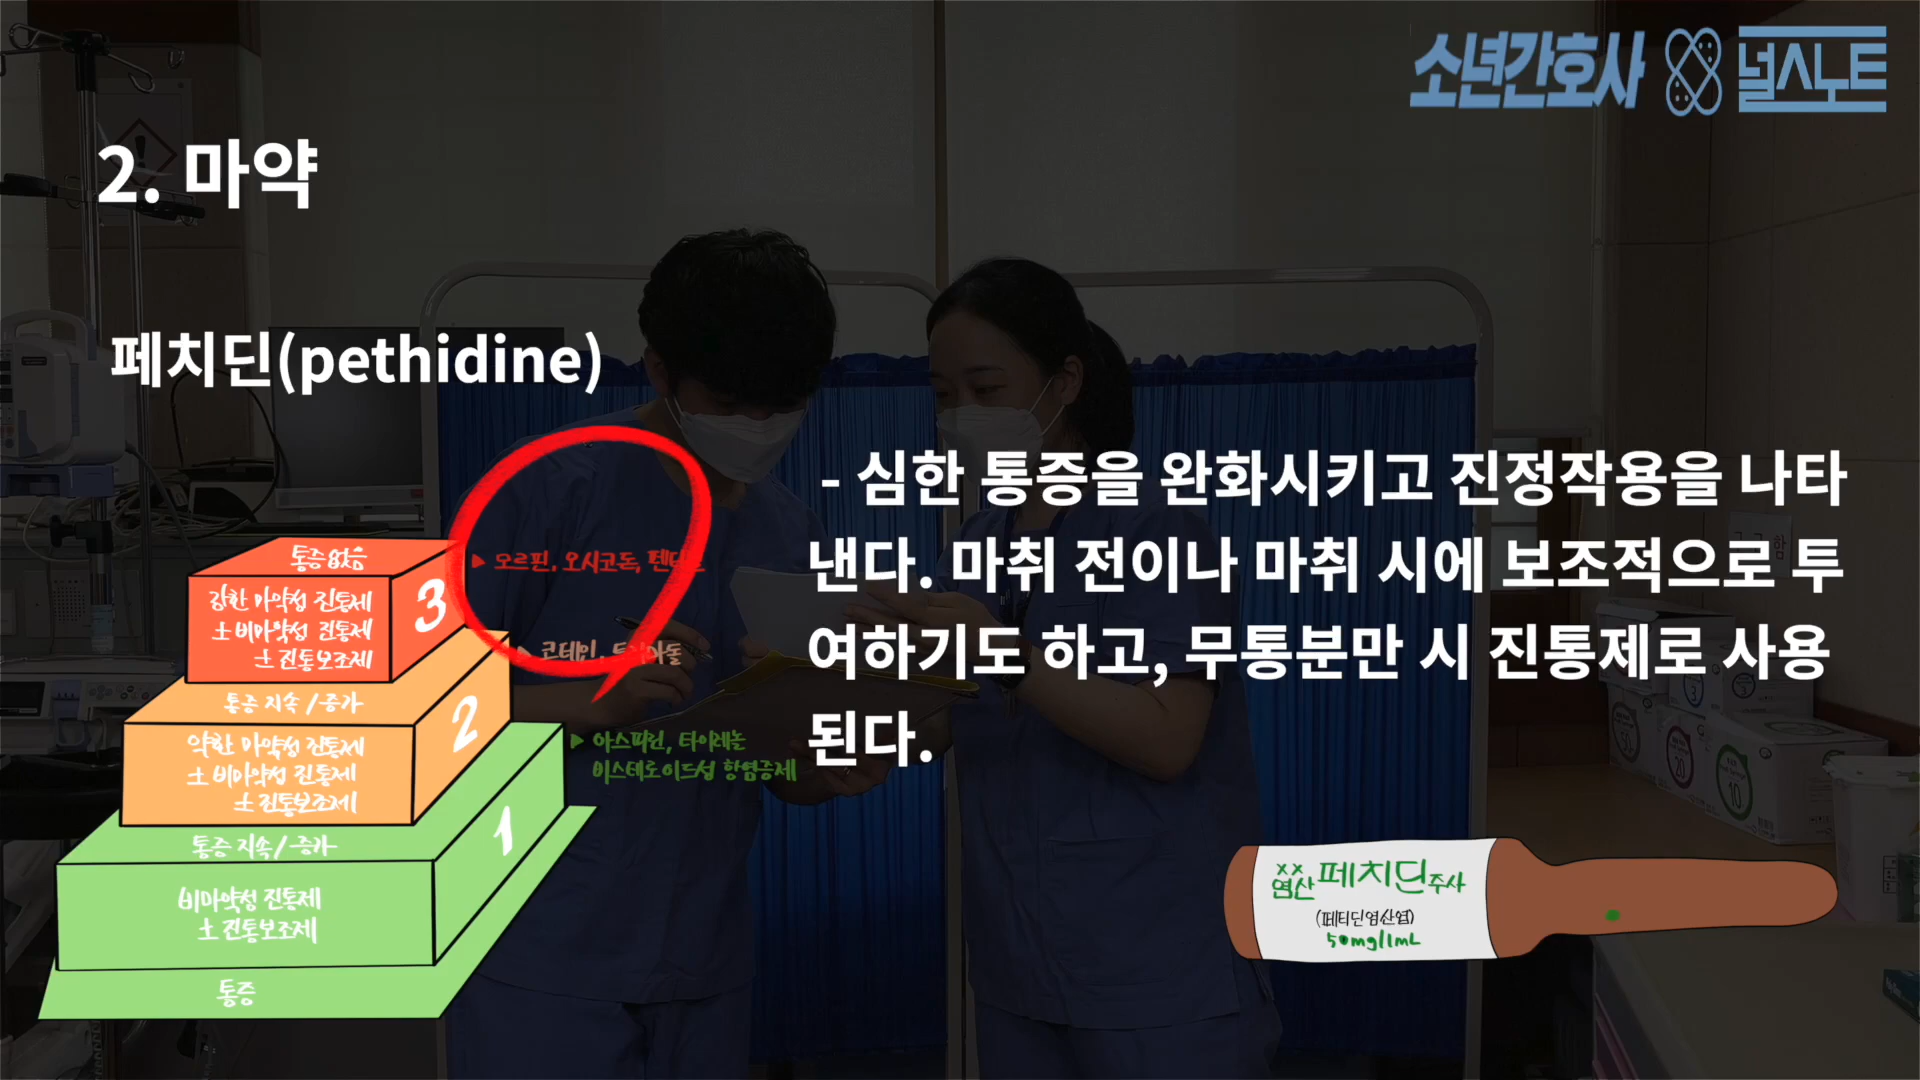 소년간호사 널스노트
2. 마약
페치딘(pethidine)
- 심한 통증을 완화시키고 진정작용을 나타
낸다. 마취 전이나 마취 시에 보조적으로 투
여하기도 하고, 무통분만 시 진통제로 사용
된다.
통증없음
강한 마약성 진통제
± 비마약성 진통제
± 진통보조제
3
▶ 모르핀, 오시코돈, 펜타
통증 지속/증가
약한 마약성 진통제
± 비마약성 진통제
± 진통보조제
2
▶ 코데인,
통증 지속/증가
비마약성 진통제
± 진통보조제
1
▶ 아스피린, 타이레놀
비스테로이드성 항염증제
통증
xx
염산 페치딘주사
(페티딘염산염)
50mg/1mL